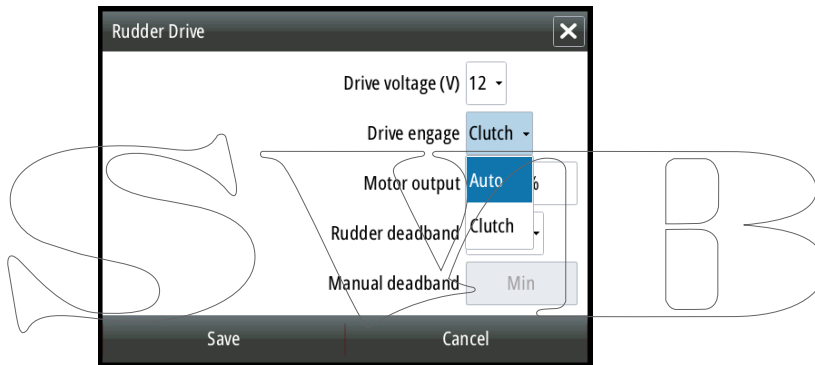 Rudder Drive
Drive voltage (V) 12
Drive engage Clutch
Motor output Auto %
Rudder deadband Clutch
Manual deadband Min
Save Cancel
SVB